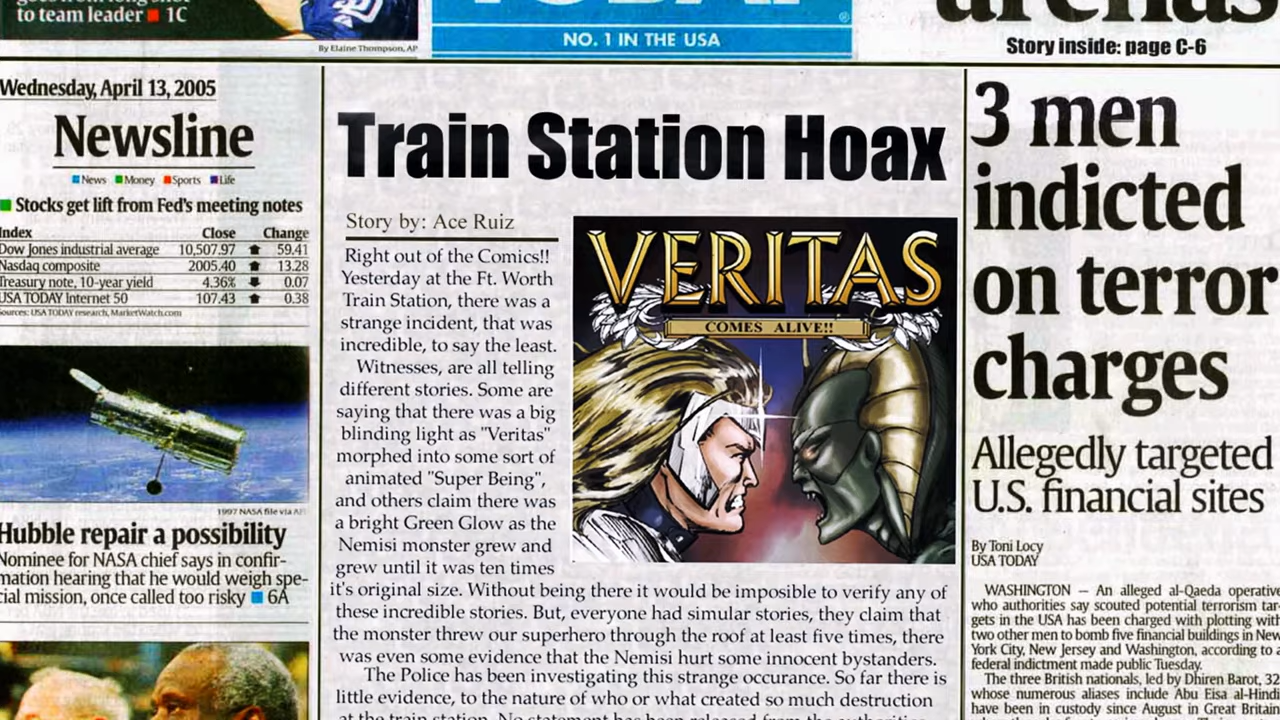 to team leader ■ 1C
By Elaine Thompson, AP
NO. 1 IN THE USA
®
Story inside: page C-6
Wednesday, April 13, 2005
Newsline
■ News ■ Money ■ Sports ■ Life
■ Stocks get lift from Fed's meeting notes
Index Close Change
Dow Jones industrial average 10,507.97 ⬆ 59.41
Nasdaq composite 2005.40 ⬆ 13.28
Treasury note, 10-year yield 4.36% ⬇ 0.07
USA TODAY Internet 50 107.43 ⬆ 0.38
Sources: USA TODAY research, MarketWatch.com
1997 NASA file via AP
Hubble repair a possibility
Nominee for NASA chief says in confir-
mation hearing that he would weigh spe-
cial mission, once called too risky ■ 6A
Train Station Hoax
Story by: Ace Ruiz
Right out of the Comics!!
Yesterday at the Ft. Worth
Train Station, there was a
strange incident, that was
incredible, to say the least.
Witnesses, are all telling
different stories. Some are
saying that there was a big
blinding light as "Veritas"
morphed into some sort of
animated "Super Being",
and others claim there was
a bright Green Glow as the
Nemisi monster grew and
grew until it was ten times
it's original size. Without being there it would be imposible to verify any of
these incredible stories. But, everyone had simular stories, they claim that
the monster threw our superhero through the roof at least five times, there
was even some evidence that the Nemisi hurt some innocent bystanders.
The Police has been investigating this strange occurance. So far there is
little evidence, to the nature of who or what created so much destruction
at the train station. No statement has been released from the authorities
VERITAS
COMES ALIVE!!
3 men
indicted
on terror
charges
Allegedly targeted
U.S. financial sites
By Toni Locy
USA TODAY
WASHINGTON — An alleged al-Qaeda operative
who authorities say scouted potential terrorism tar-
gets in the USA has been charged with plotting with
two other men to bomb five financial buildings in New
York City, New Jersey and Washington, according to a
federal indictment made public Tuesday.
The three British nationals, led by Dhiren Barot, 32,
whose numerous aliases include Abu Eisa al-Hindi,
have been in custody since August in Great Britain